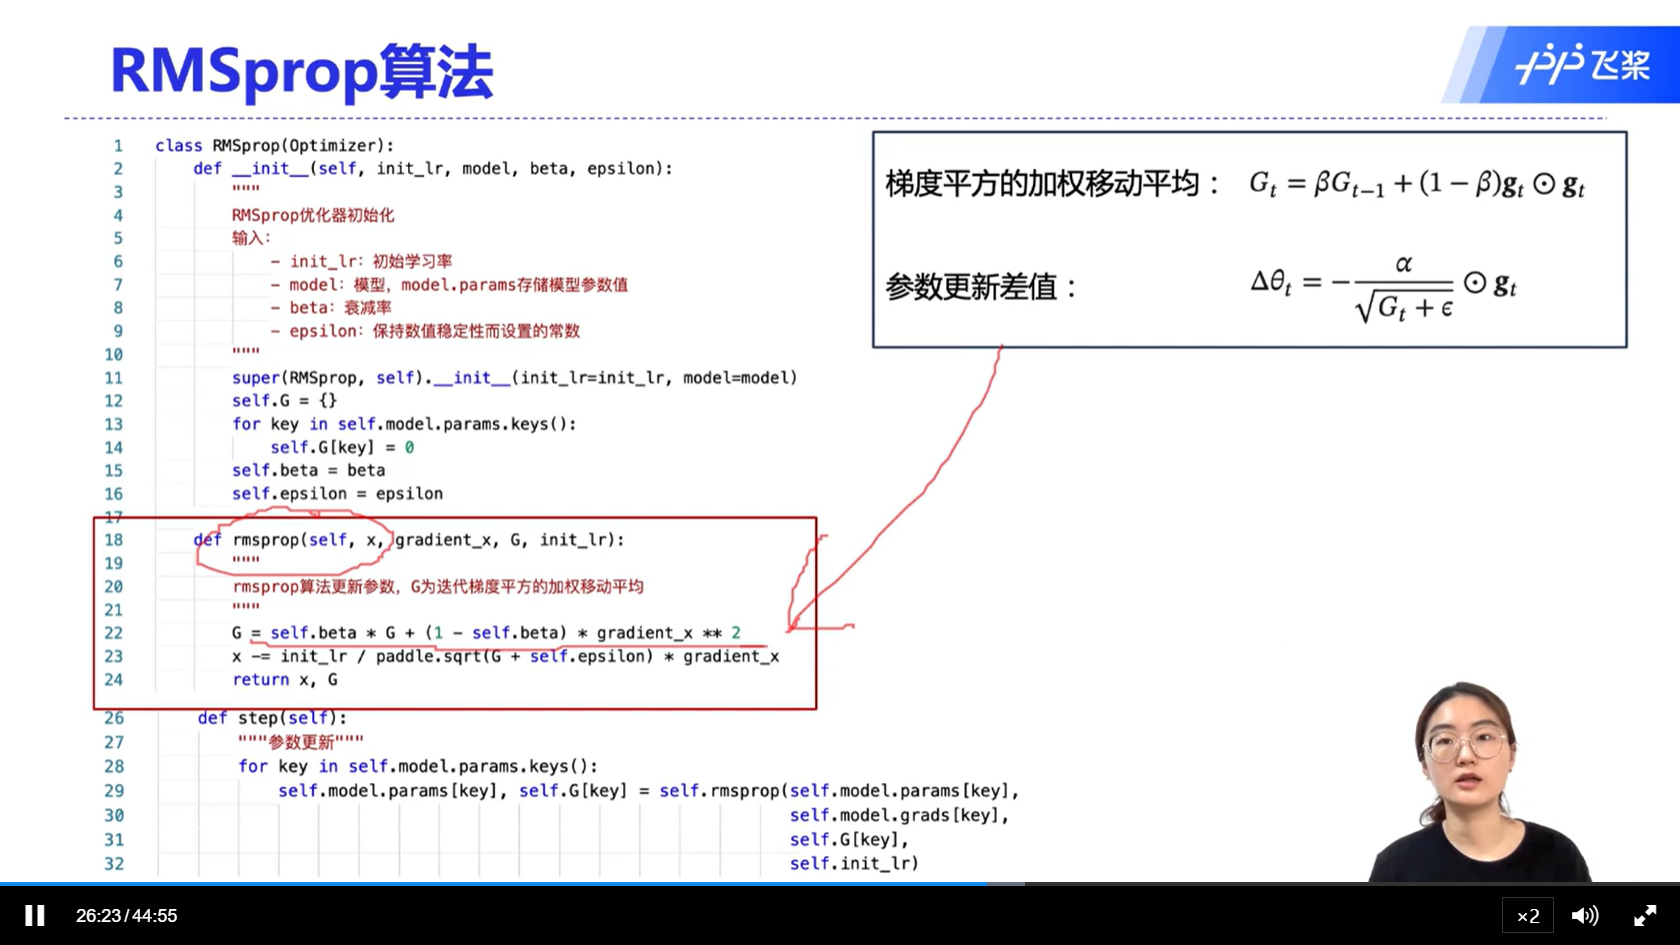 RMSprop算法
飞桨
1 class RMSprop(Optimizer):
2 def __init__(self, init_lr, model, beta, epsilon):
3 """
4 RMSprop优化器初始化
5 输入：
6 - init_lr：初始学习率
7 - model：模型，model.params存储模型参数值
8 - beta：衰减率
9 - epsilon：保持数值稳定性而设置的常数
10 """
11 super(RMSprop, self).__init__(init_lr=init_lr, model=model)
12 self.G = {}
13 for key in self.model.params.keys():
14 self.G[key] = 0
15 self.beta = beta
16 self.epsilon = epsilon
17
18 def rmsprop(self, x, gradient_x, G, init_lr):
19 """
20 rmsprop算法更新参数，G为迭代梯度平方的加权移动平均
21 """
22 G = self.beta * G + (1 - self.beta) * gradient_x ** 2
23 x -= init_lr / paddle.sqrt(G + self.epsilon) * gradient_x
24 return x, G
26 def step(self):
27 """参数更新"""
28 for key in self.model.params.keys():
29 self.model.params[key], self.G[key] = self.rmsprop(self.model.params[key],
30 self.model.grads[key],
31 self.G[key],
32 self.init_lr)
梯度平方的加权移动平均： G_t = βG_{t−1} + (1 − β)g_t ⊙ g_t
参数更新差值： Δθ_t = − α / √(G_t + ϵ) ⊙ g_t
26:23/44:55
×2